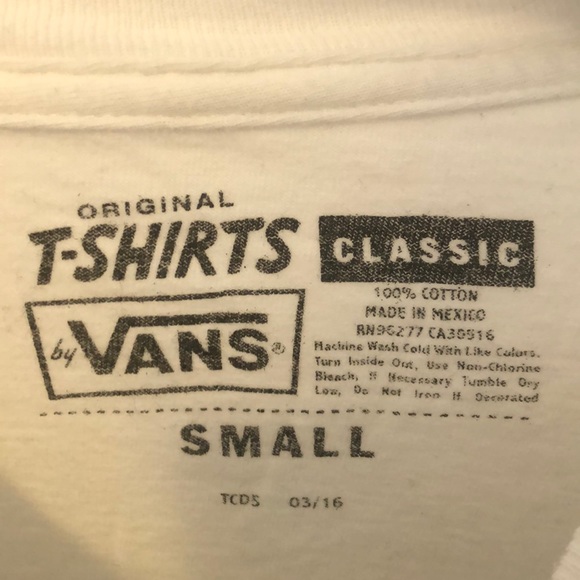 ORIGINAL
T-SHIRTS
by VANS®
CLASSIC
100% COTTON
MADE IN MEXICO
RN96277 CA30516
Machine Wash Cold With Like Colors.
Turn Inside Out, Use Non-Chlorine
Bleach, If Necessary Tumble Dry
Low, Do Not Iron If Decorated
SMALL
TCDS 03/16